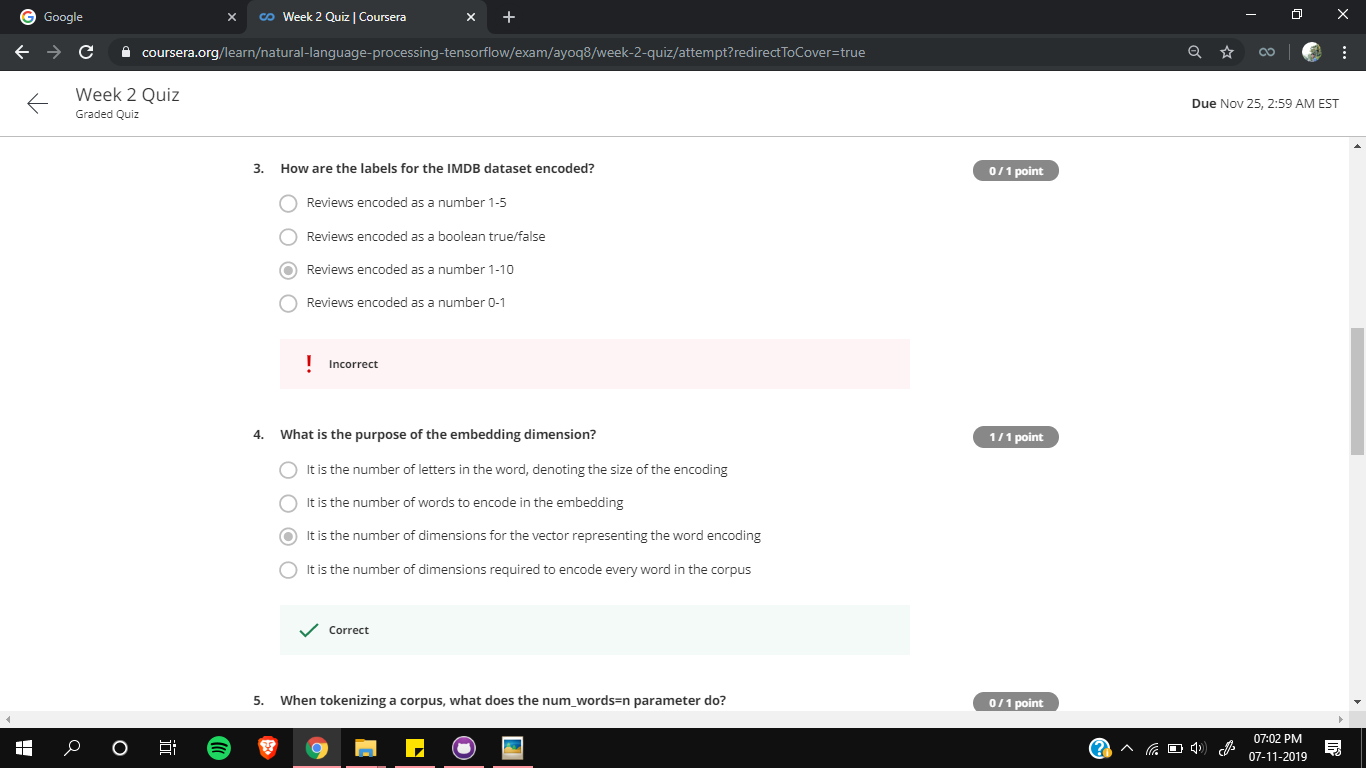 Google
Week 2 Quiz | Coursera
coursera.org/learn/natural-language-processing-tensorflow/exam/ayoq8/week-2-quiz/attempt?redirectToCover=true
Week 2 Quiz
Graded Quiz
Due Nov 25, 2:59 AM EST
3. How are the labels for the IMDB dataset encoded?
0 / 1 point
Reviews encoded as a number 1-5
Reviews encoded as a boolean true/false
Reviews encoded as a number 1-10
Reviews encoded as a number 0-1
! Incorrect
4. What is the purpose of the embedding dimension?
1 / 1 point
It is the number of letters in the word, denoting the size of the encoding
It is the number of words to encode in the embedding
It is the number of dimensions for the vector representing the word encoding
It is the number of dimensions required to encode every word in the corpus
Correct
5. When tokenizing a corpus, what does the num_words=n parameter do?
0 / 1 point
07:02 PM
07-11-2019